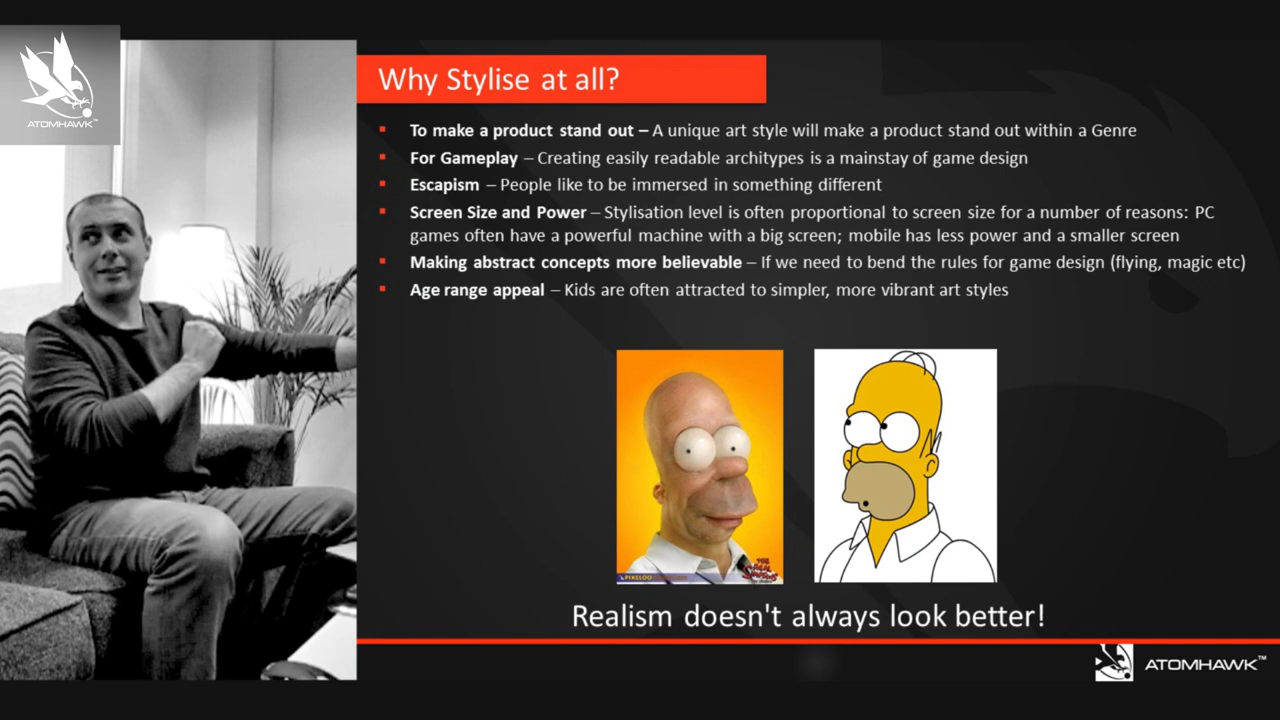 ATOMHAWK™
Why Stylise at all?
▪ To make a product stand out – A unique art style will make a product stand out within a Genre
▪ For Gameplay – Creating easily readable architypes is a mainstay of game design
▪ Escapism – People like to be immersed in something different
▪ Screen Size and Power – Stylisation level is often proportional to screen size for a number of reasons: PC
games often have a powerful machine with a big screen; mobile has less power and a smaller screen
▪ Making abstract concepts more believable – If we need to bend the rules for game design (flying, magic etc)
▪ Age range appeal – Kids are often attracted to simpler, more vibrant art styles
PIXELOO
Realism doesn't always look better!
ATOMHAWK™